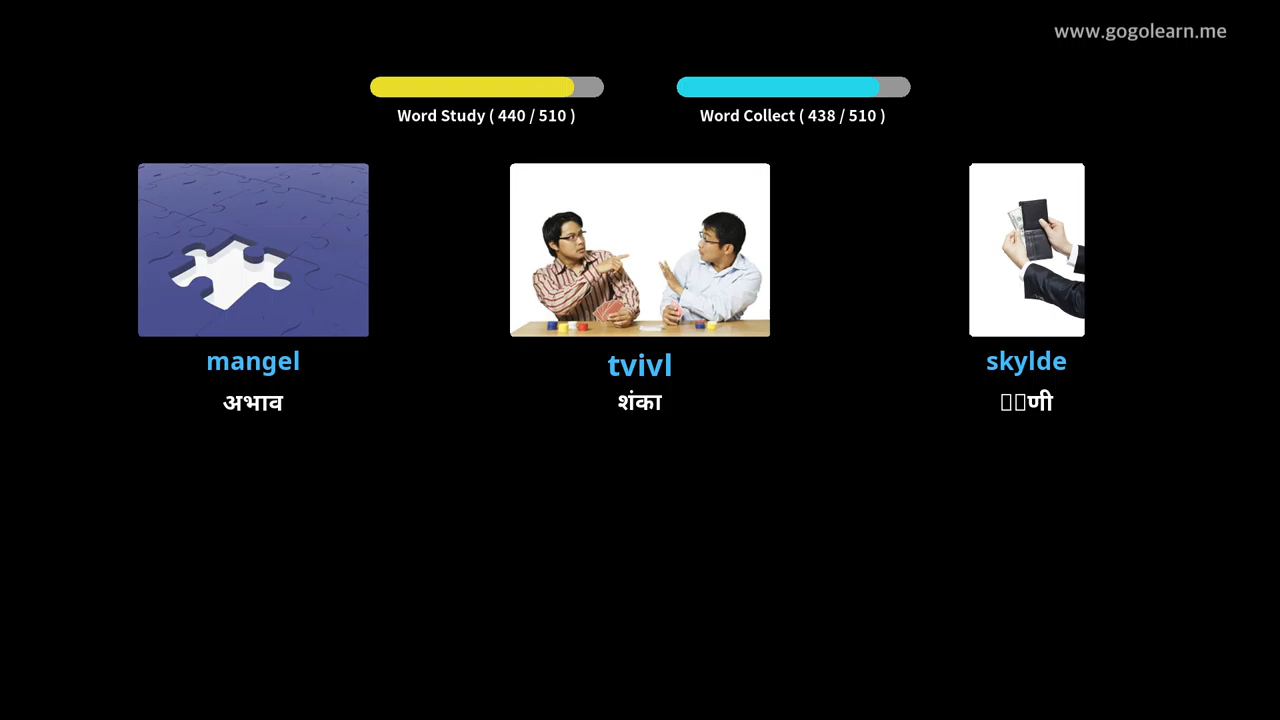 www.gogolearn.me
Word Study ( 440 / 510 )
Word Collect ( 438 / 510 )
mangel
tvivl
skylde
अभाव
शंका